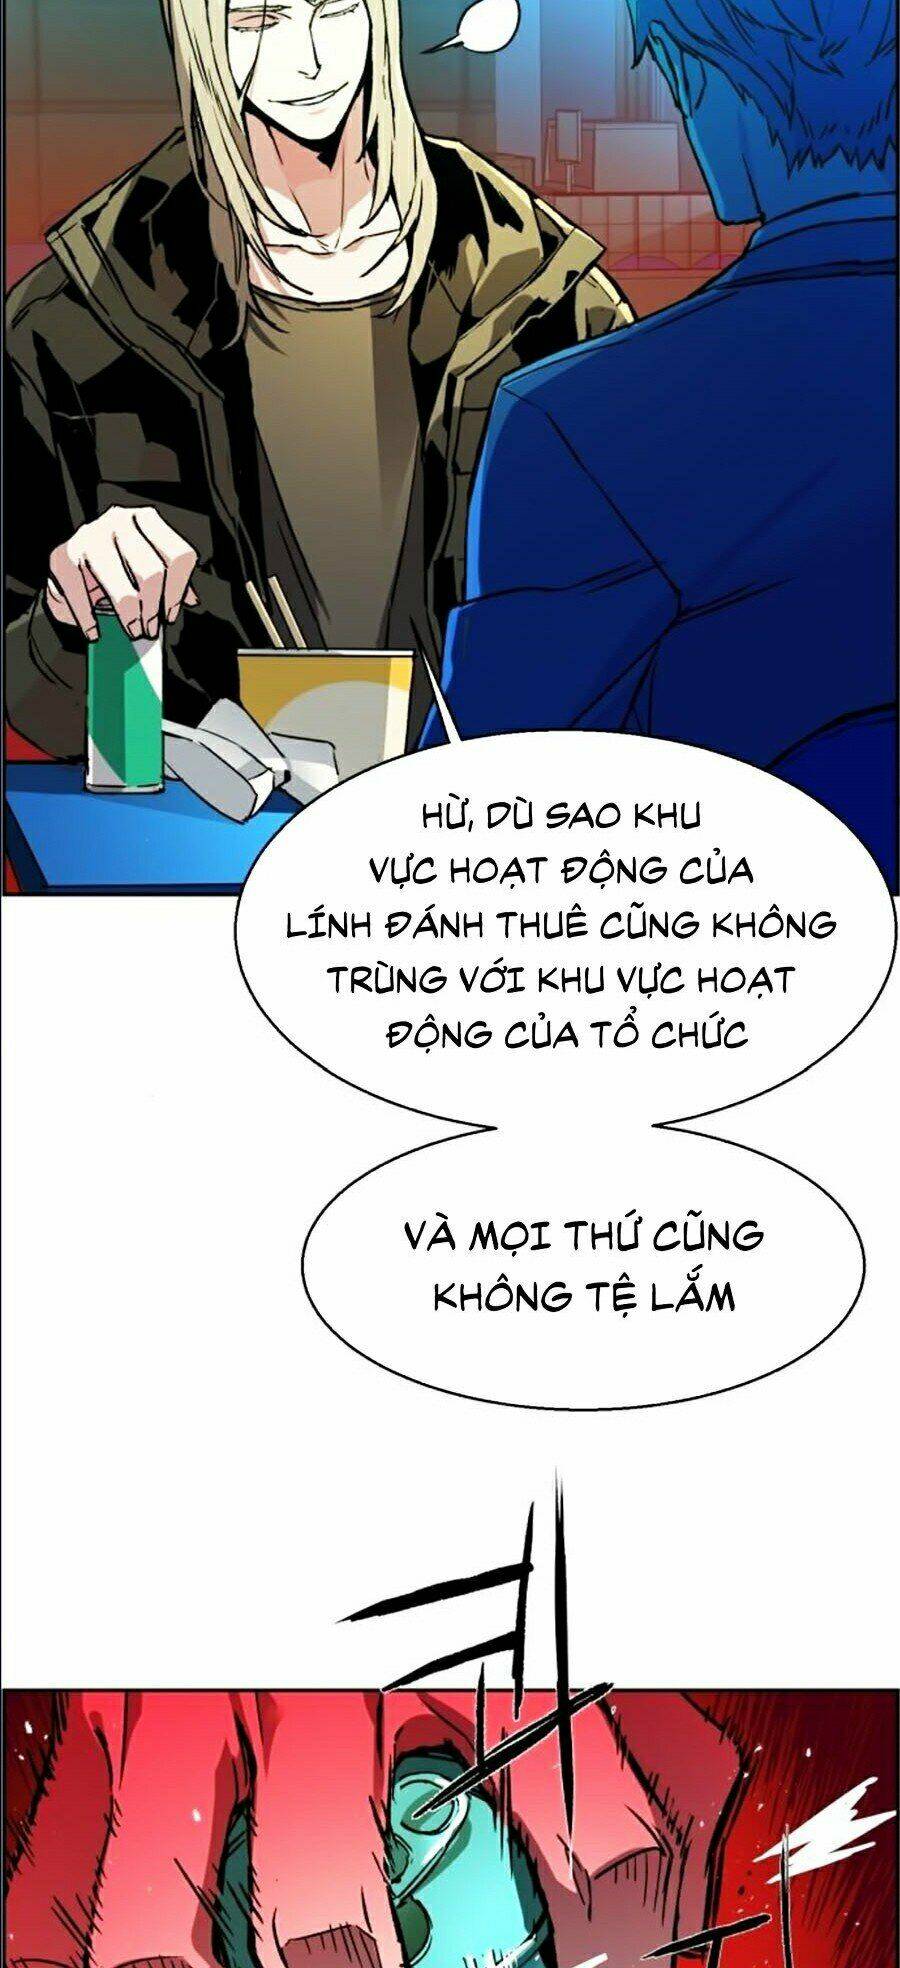 HỪ, DÙ SAO KHU
VỰC HOẠT ĐỘNG CỦA
LÍNH ĐÁNH THUÊ CŨNG KHÔNG
TRÙNG VỚI KHU VỰC HOẠT
ĐỘNG CỦA TỔ CHỨC
VÀ MỌI THỨ CŨNG
KHÔNG TỆ LẮM